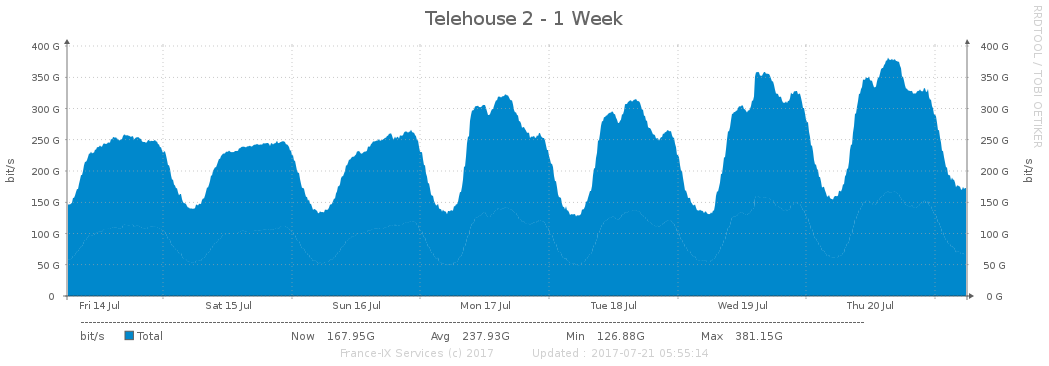 Telehouse 2 - 1 Week
RRDTOOL / TOBI OETIKER
400 G 400 G
350 G 350 G
300 G 300 G
250 G 250 G
200 G 200 G
150 G 150 G
100 G 100 G
50 G 50 G
0 0 G
bit/s
bit/s
Fri 14 Jul Sat 15 Jul Sun 16 Jul Mon 17 Jul Tue 18 Jul Wed 19 Jul Thu 20 Jul
bit/s Total Now 167.95G Avg 237.93G Min 126.88G Max 381.15G
France-IX Services (c) 2017 Updated : 2017-07-21 05:55:14